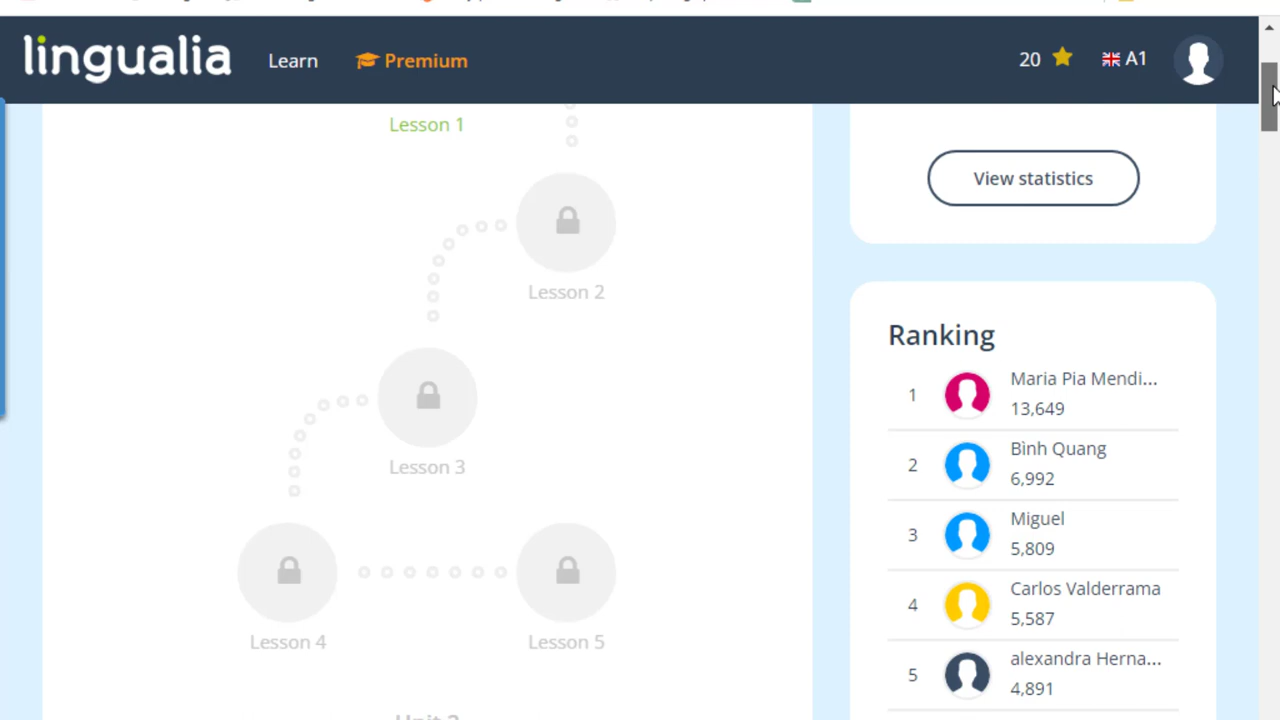 lingualia
Learn
Premium
20
A1
Lesson 1
Lesson 2
Lesson 3
Lesson 4
Lesson 5
View statistics
Ranking
1
Maria Pia Mendi...
13,649
2
Bình Quang
6,992
3
Miguel
5,809
4
Carlos Valderrama
5,587
5
alexandra Herna...
4,891